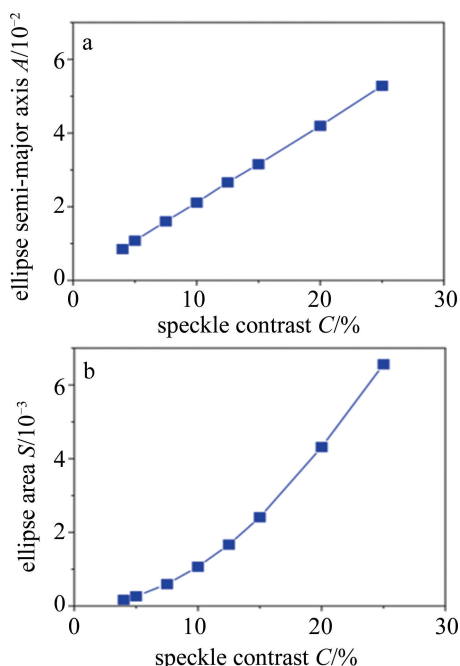 a
ellipse semi-major axis A/10⁻²
6
4
2
0
0 10 20 30
speckle contrast C/%
b
ellipse area S/10⁻³
6
4
2
0
0 10 20 30
speckle contrast C/%